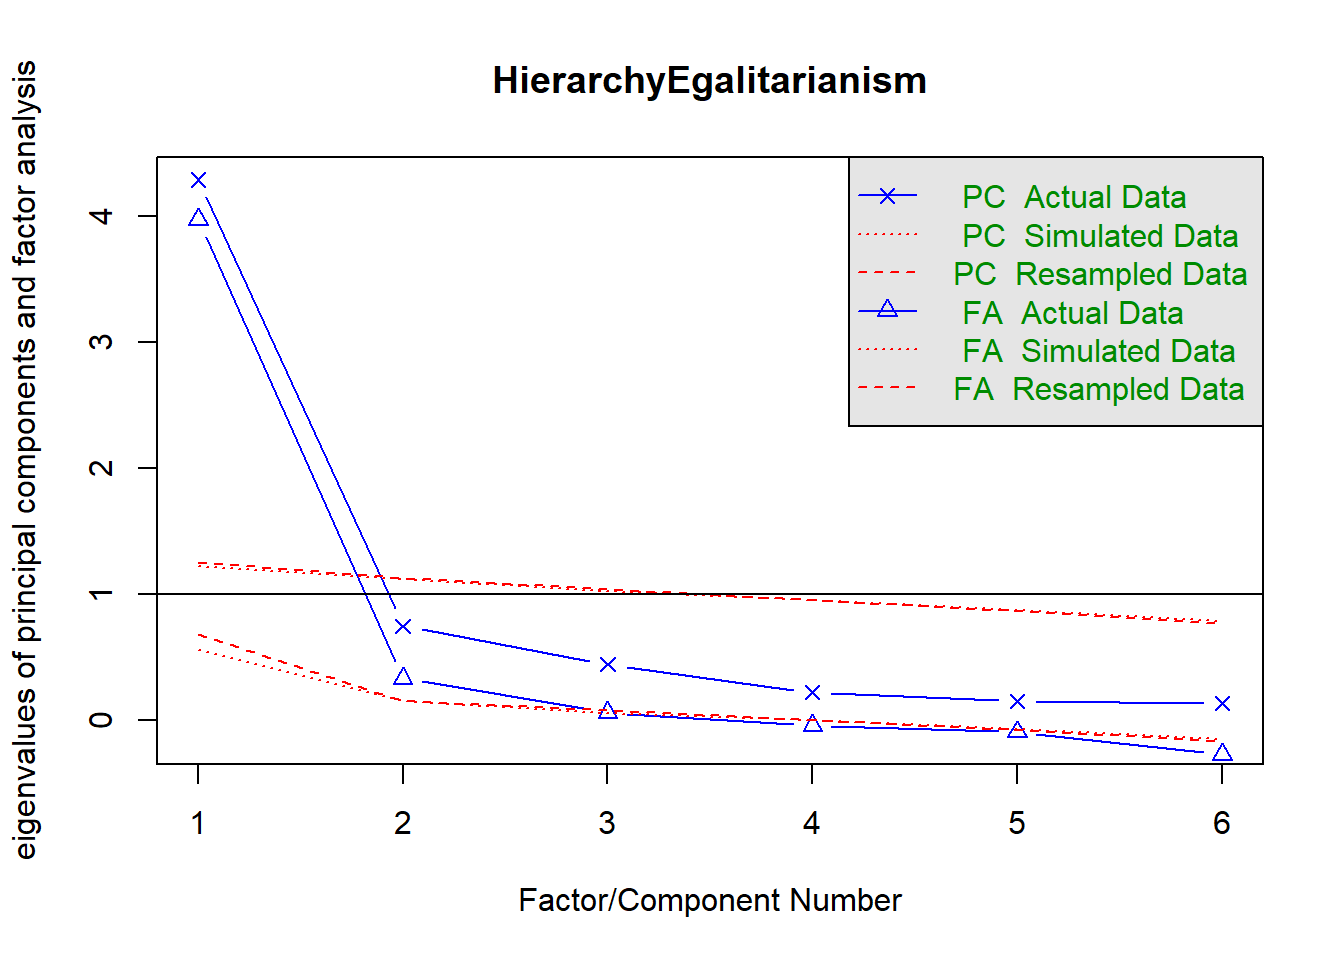 HierarchyEgalitarianism
eigenvalues of principal components and factor analysis
4
3
2
1
0
PC Actual Data
PC Simulated Data
PC Resampled Data
FA Actual Data
FA Simulated Data
FA Resampled Data
1 2 3 4 5 6
Factor/Component Number